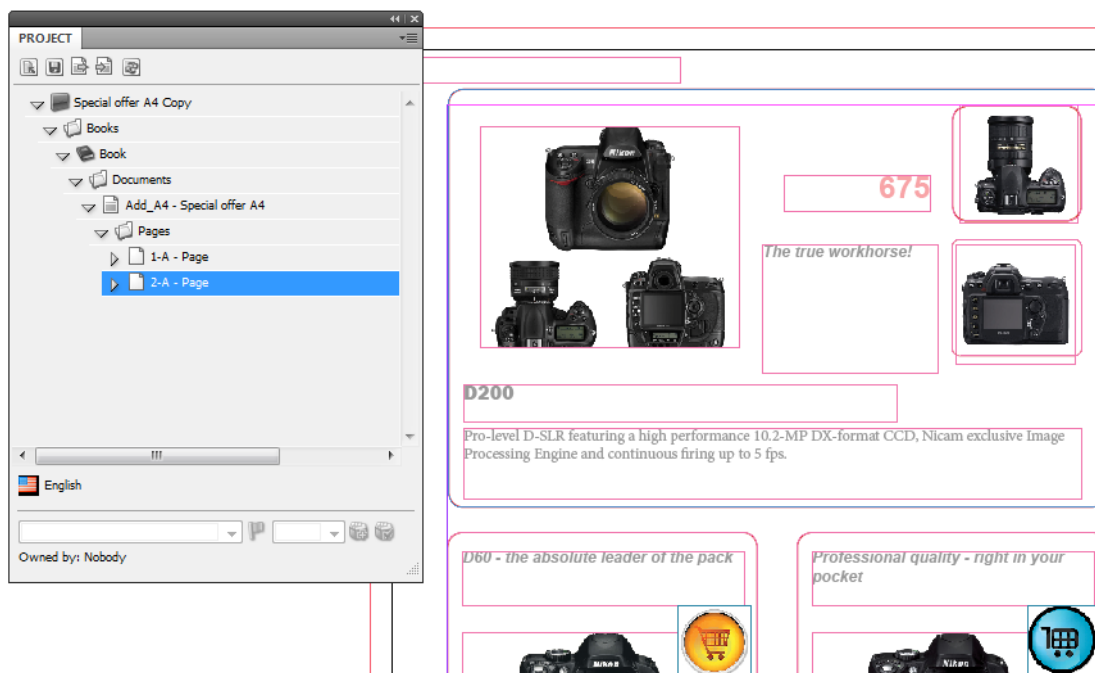 PROJECT
Special offer A4 Copy
Books
Book
Documents
Add_A4 - Special offer A4
Pages
1-A - Page
2-A - Page
English
Owned by: Nobody
Nikon
675
The true workhorse!
D200
Pro-level D-SLR featuring a high performance 10.2-MP DX-format CCD, Nicam exclusive Image
Processing Engine and continuous firing up to 5 fps.
D60 - the absolute leader of the pack
Professional quality - right in your
pocket
Nikon
Nikon